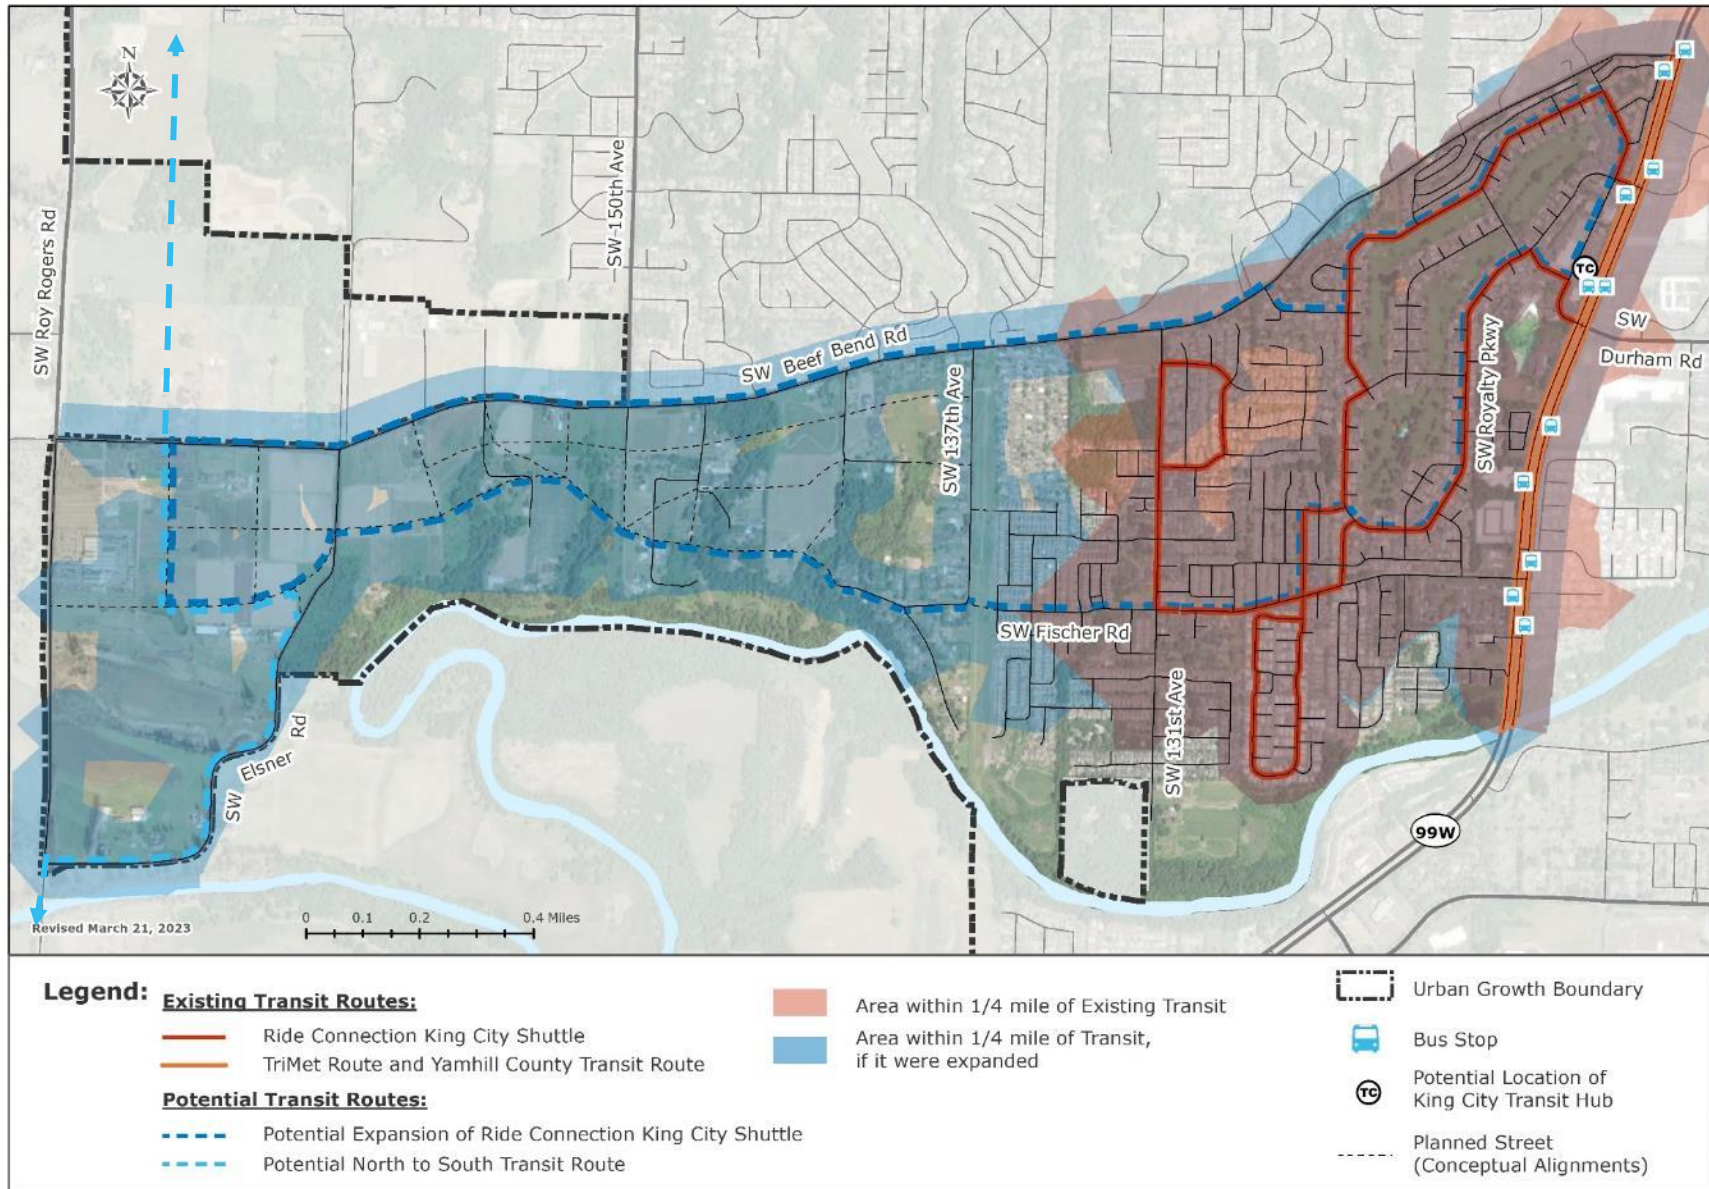 N
SW Roy Rogers Rd
SW 150th Ave
SW Beef Bend Rd
SW 137th Ave
SW Royalty Pkwy
TC
SW
Durham Rd
SW Fischer Rd
SW 131st Ave
SW Elsner Rd
99W
Revised March 21, 2023
0 0.1 0.2 0.4 Miles
Legend:
Existing Transit Routes:
Ride Connection King City Shuttle
TriMet Route and Yamhill County Transit Route
Potential Transit Routes:
Potential Expansion of Ride Connection King City Shuttle
Potential North to South Transit Route
Area within 1/4 mile of Existing Transit
Area within 1/4 mile of Transit,
if it were expanded
Urban Growth Boundary
Bus Stop
TC
Potential Location of
King City Transit Hub
Planned Street
(Conceptual Alignments)